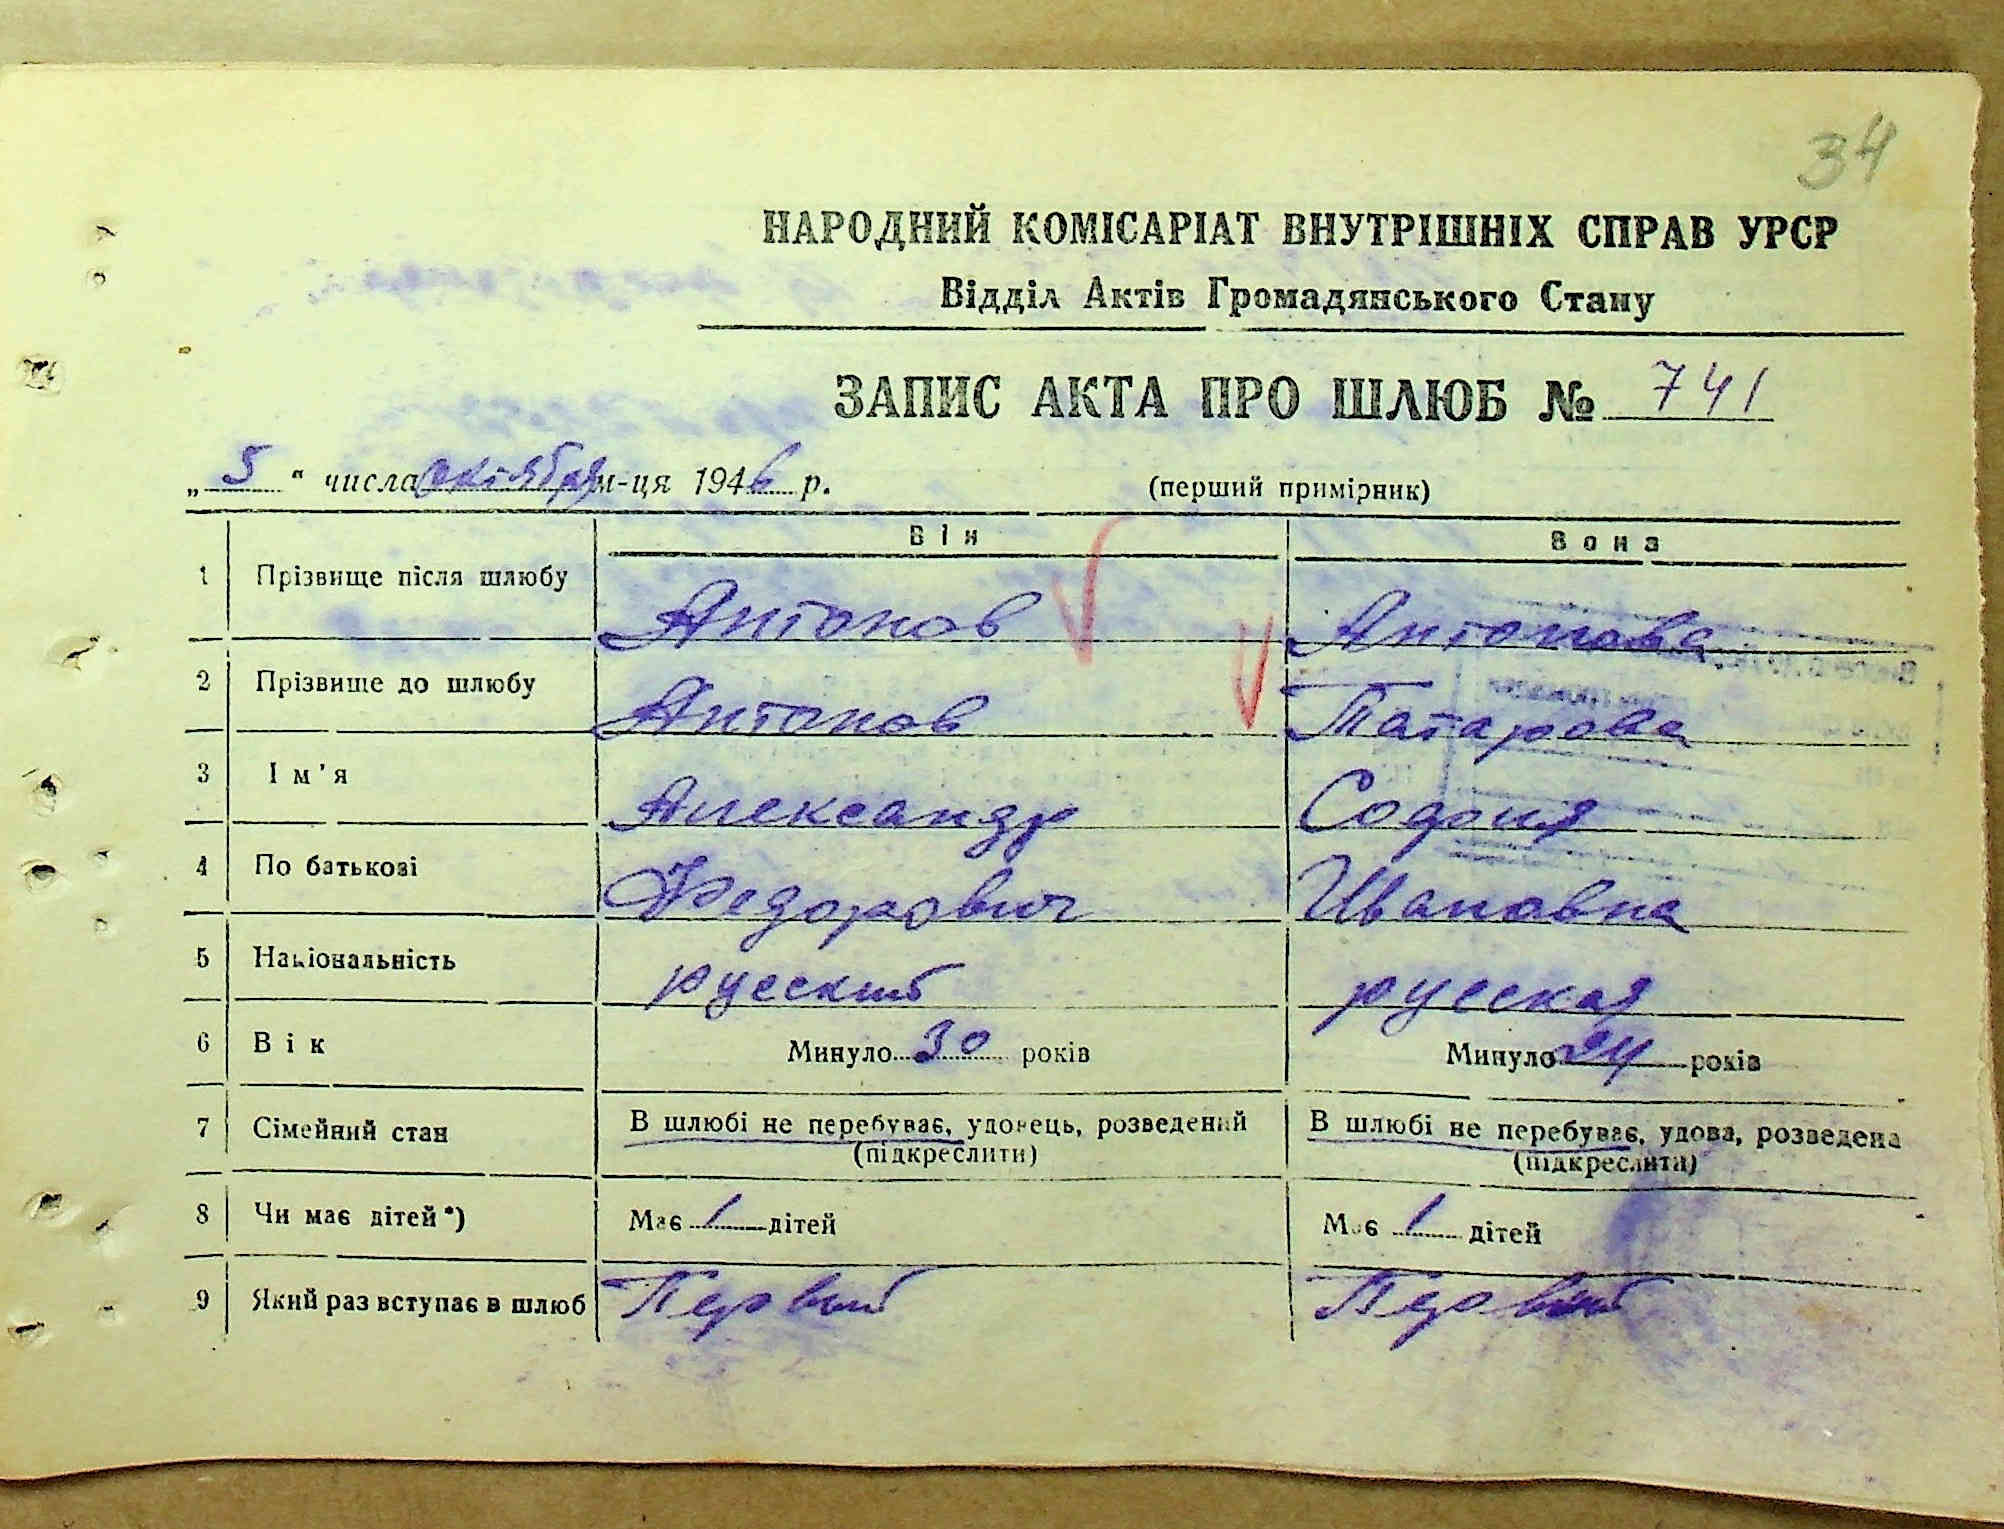 34
НАРОДНИЙ КОМІСАРІАТ ВНУТРІШНІХ СПРАВ УРСР
Відділ Актів Громадянського Стану
ЗАПИС АКТА ПРО ШЛЮБ № 741
„ 5 “ числа октября м-ця 1946 р. (перший примірник)
Він Вона
1 Прізвище після шлюбу Антонов Антонова
2 Прізвище до шлюбу Антонов Татарова
3 Ім'я Александр София
4 По батькові Федорович Ивановна
5 Національність русский русская
6 Вік Минуло 30 років Минуло 24 років
7 Сімейний стан В шлюбі не перебуває, удовець, розведений В шлюбі не перебуває, удова, розведена
(підкреслити) (підкреслити)
8 Чи має дітей*) Має 1 дітей Має 1 дітей
9 Який раз вступає в шлюб Первый Первый